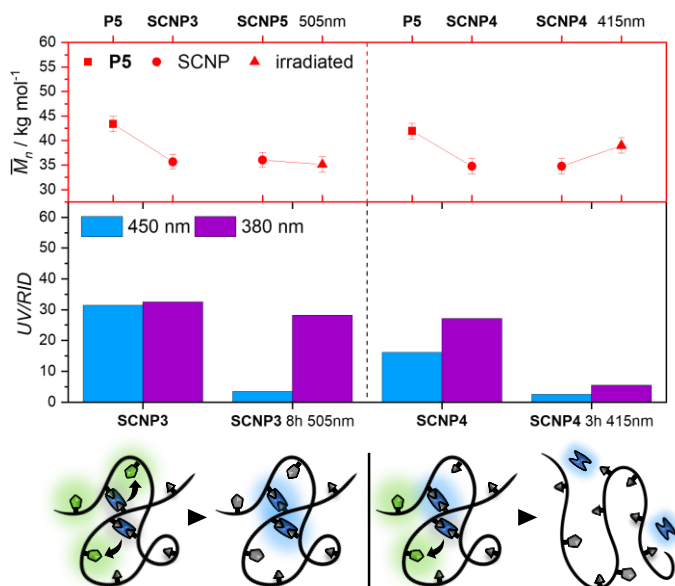 P5 SCNP3 SCNP5 505nm P5 SCNP4 SCNP4 415nm
60
55
50
45
40
35
30
M̅n / kg mol⁻¹
P5 SCNP irradiated
60
50
40
30
20
10
0
UV/RID
450 nm 380 nm
SCNP3 SCNP3 8h 505nm SCNP4 SCNP4 3h 415nm